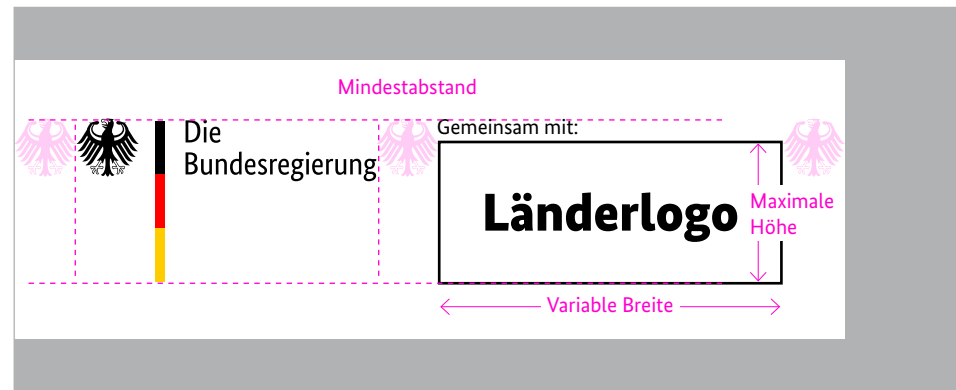 Mindestabstand
Die
Bundesregierung
Gemeinsam mit:
Länderlogo
Maximale
Höhe
Variable Breite